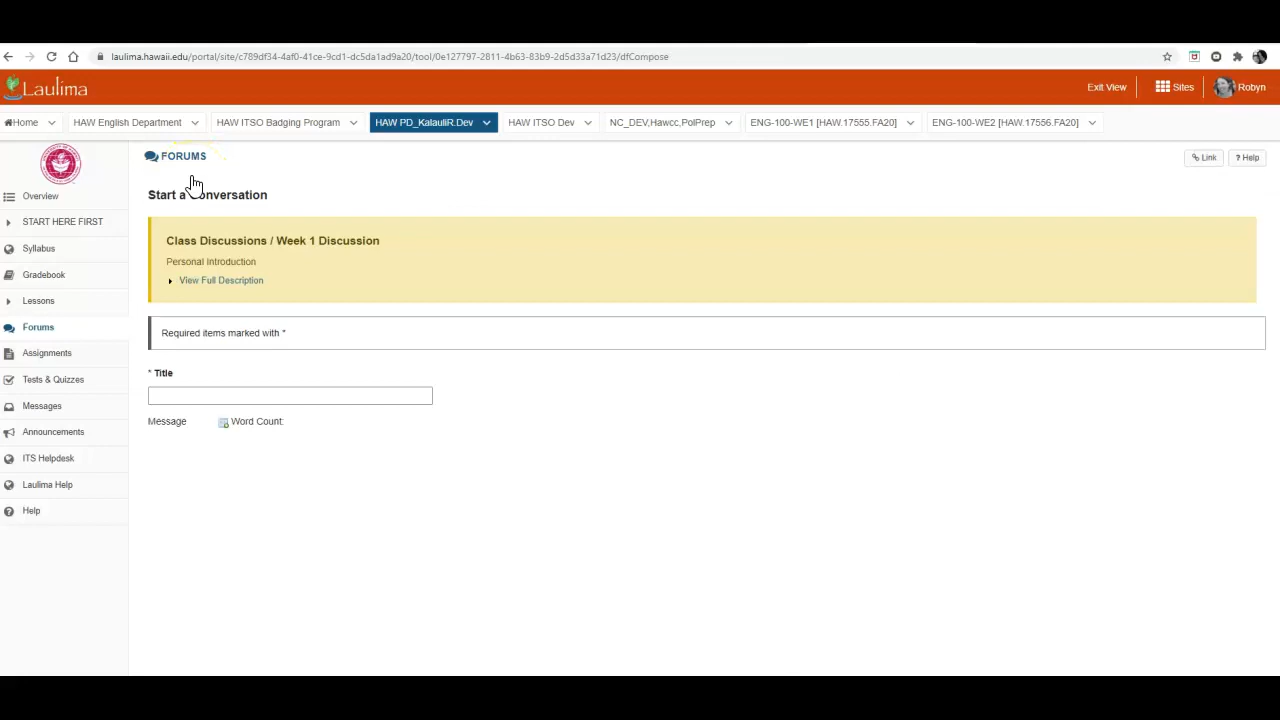 laulima.hawaii.edu/portal/site/c789df34-4af0-41ce-9cd1-dc5da1ad9a20/tool/0e127797-2811-4b63-83b9-2d5d33a71d23/dfCompose
Laulima
Exit View
Sites
Robyn
Home
HAW English Department
HAW ITSO Badging Program
HAW PD_KalauliR.Dev
HAW ITSO Dev
NC_DEV,Hawcc,PolPrep
ENG-100-WE1 [HAW.17555.FA20]
ENG-100-WE2 [HAW.17556.FA20]
FORUMS
Link
? Help
Start a Conversation
Overview
START HERE FIRST
Syllabus
Gradebook
Lessons
Forums
Assignments
Tests & Quizzes
Messages
Announcements
ITS Helpdesk
Laulima Help
Help
Class Discussions / Week 1 Discussion
Personal Introduction
View Full Description
Required items marked with *
* Title
Message
Word Count: